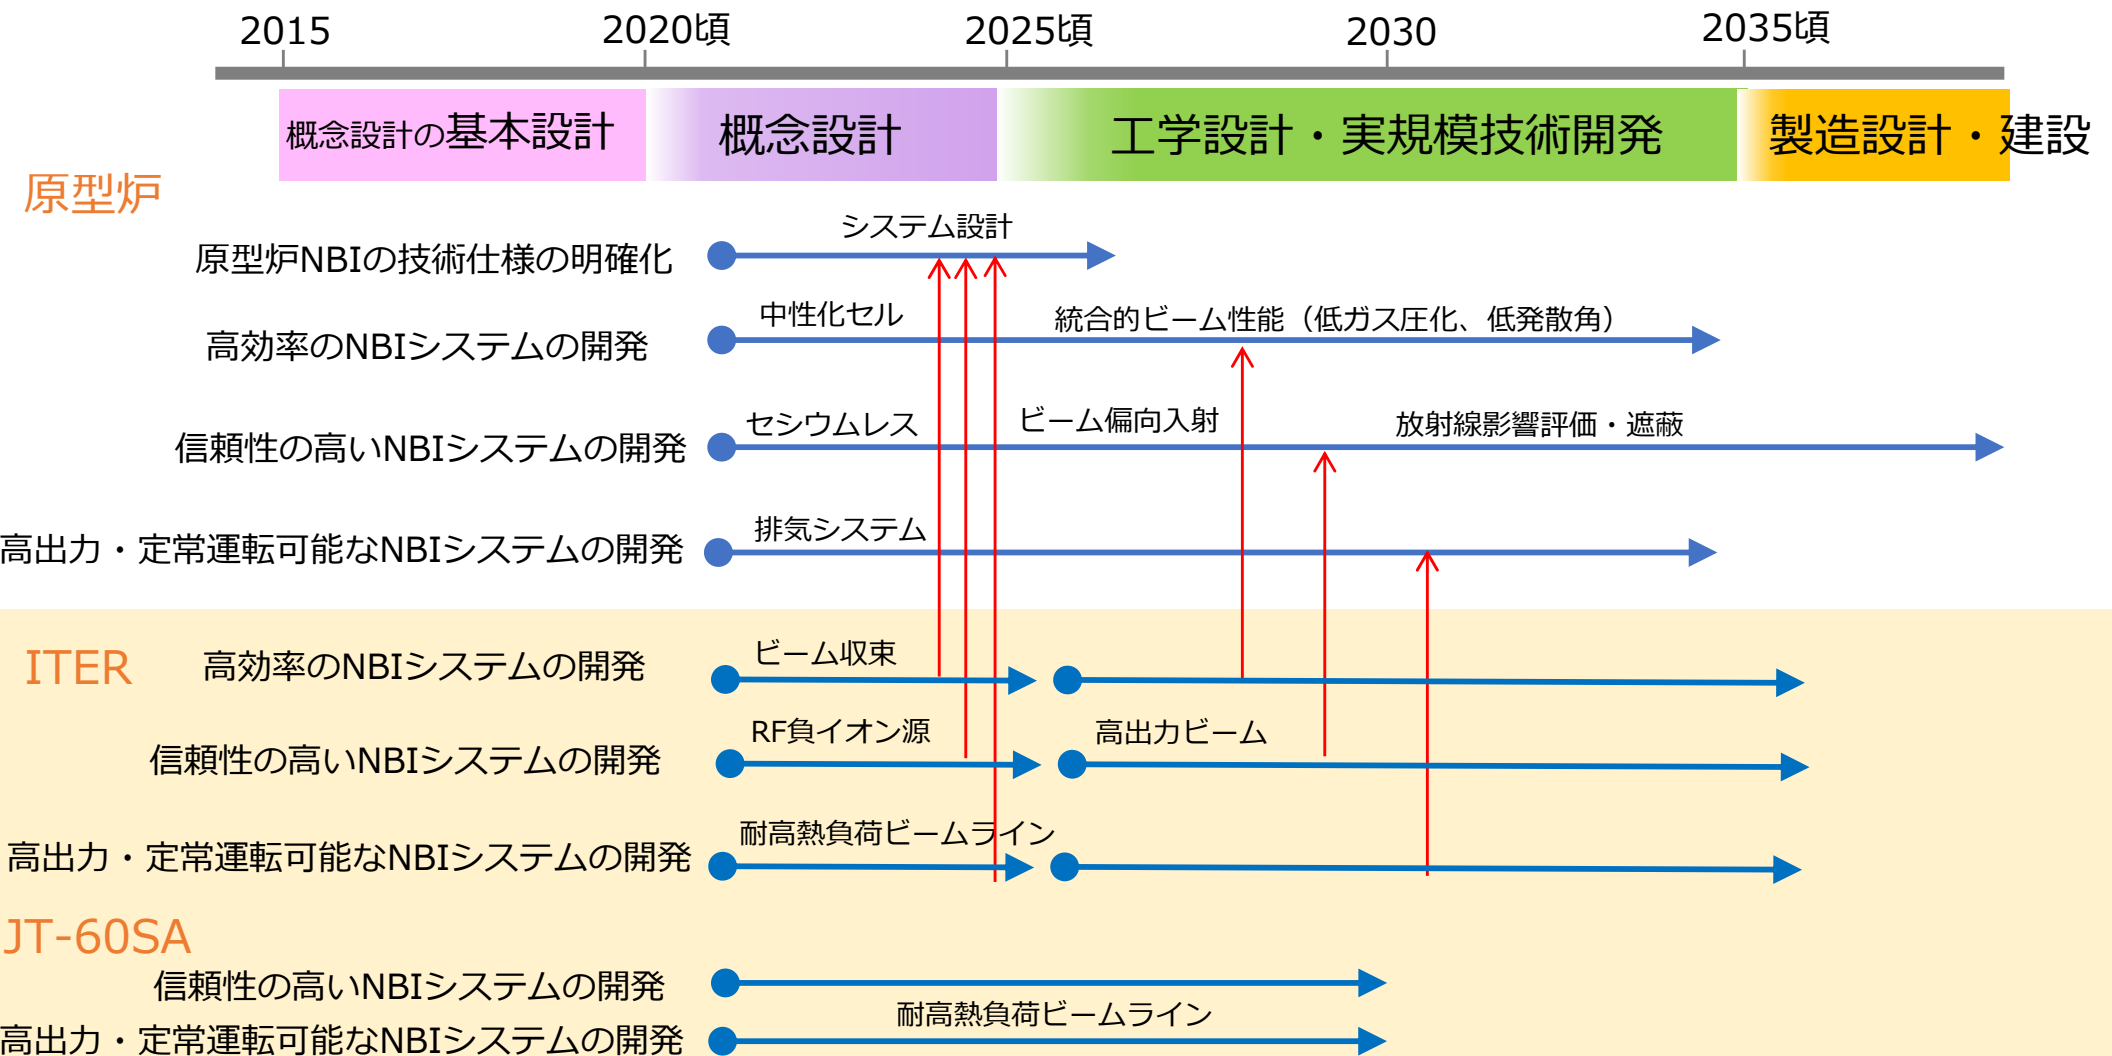 2015
2020頃
2025頃
2030
2035頃
概念設計の基本設計
概念設計
工学設計・実規模技術開発
製造設計・建設
原型炉
システム設計
原型炉NBIの技術仕様の明確化
中性化セル
統合的ビーム性能（低ガス圧化、低発散角）
高効率のNBIシステムの開発
セシウムレス
ビーム偏向入射
放射線影響評価・遮蔽
信頼性の高いNBIシステムの開発
排気システム
高出力・定常運転可能なNBIシステムの開発
ITER
ビーム収束
高効率のNBIシステムの開発
RF負イオン源
高出力ビーム
信頼性の高いNBIシステムの開発
耐高熱負荷ビームライン
高出力・定常運転可能なNBIシステムの開発
JT-60SA
信頼性の高いNBIシステムの開発
耐高熱負荷ビームライン
高出力・定常運転可能なNBIシステムの開発